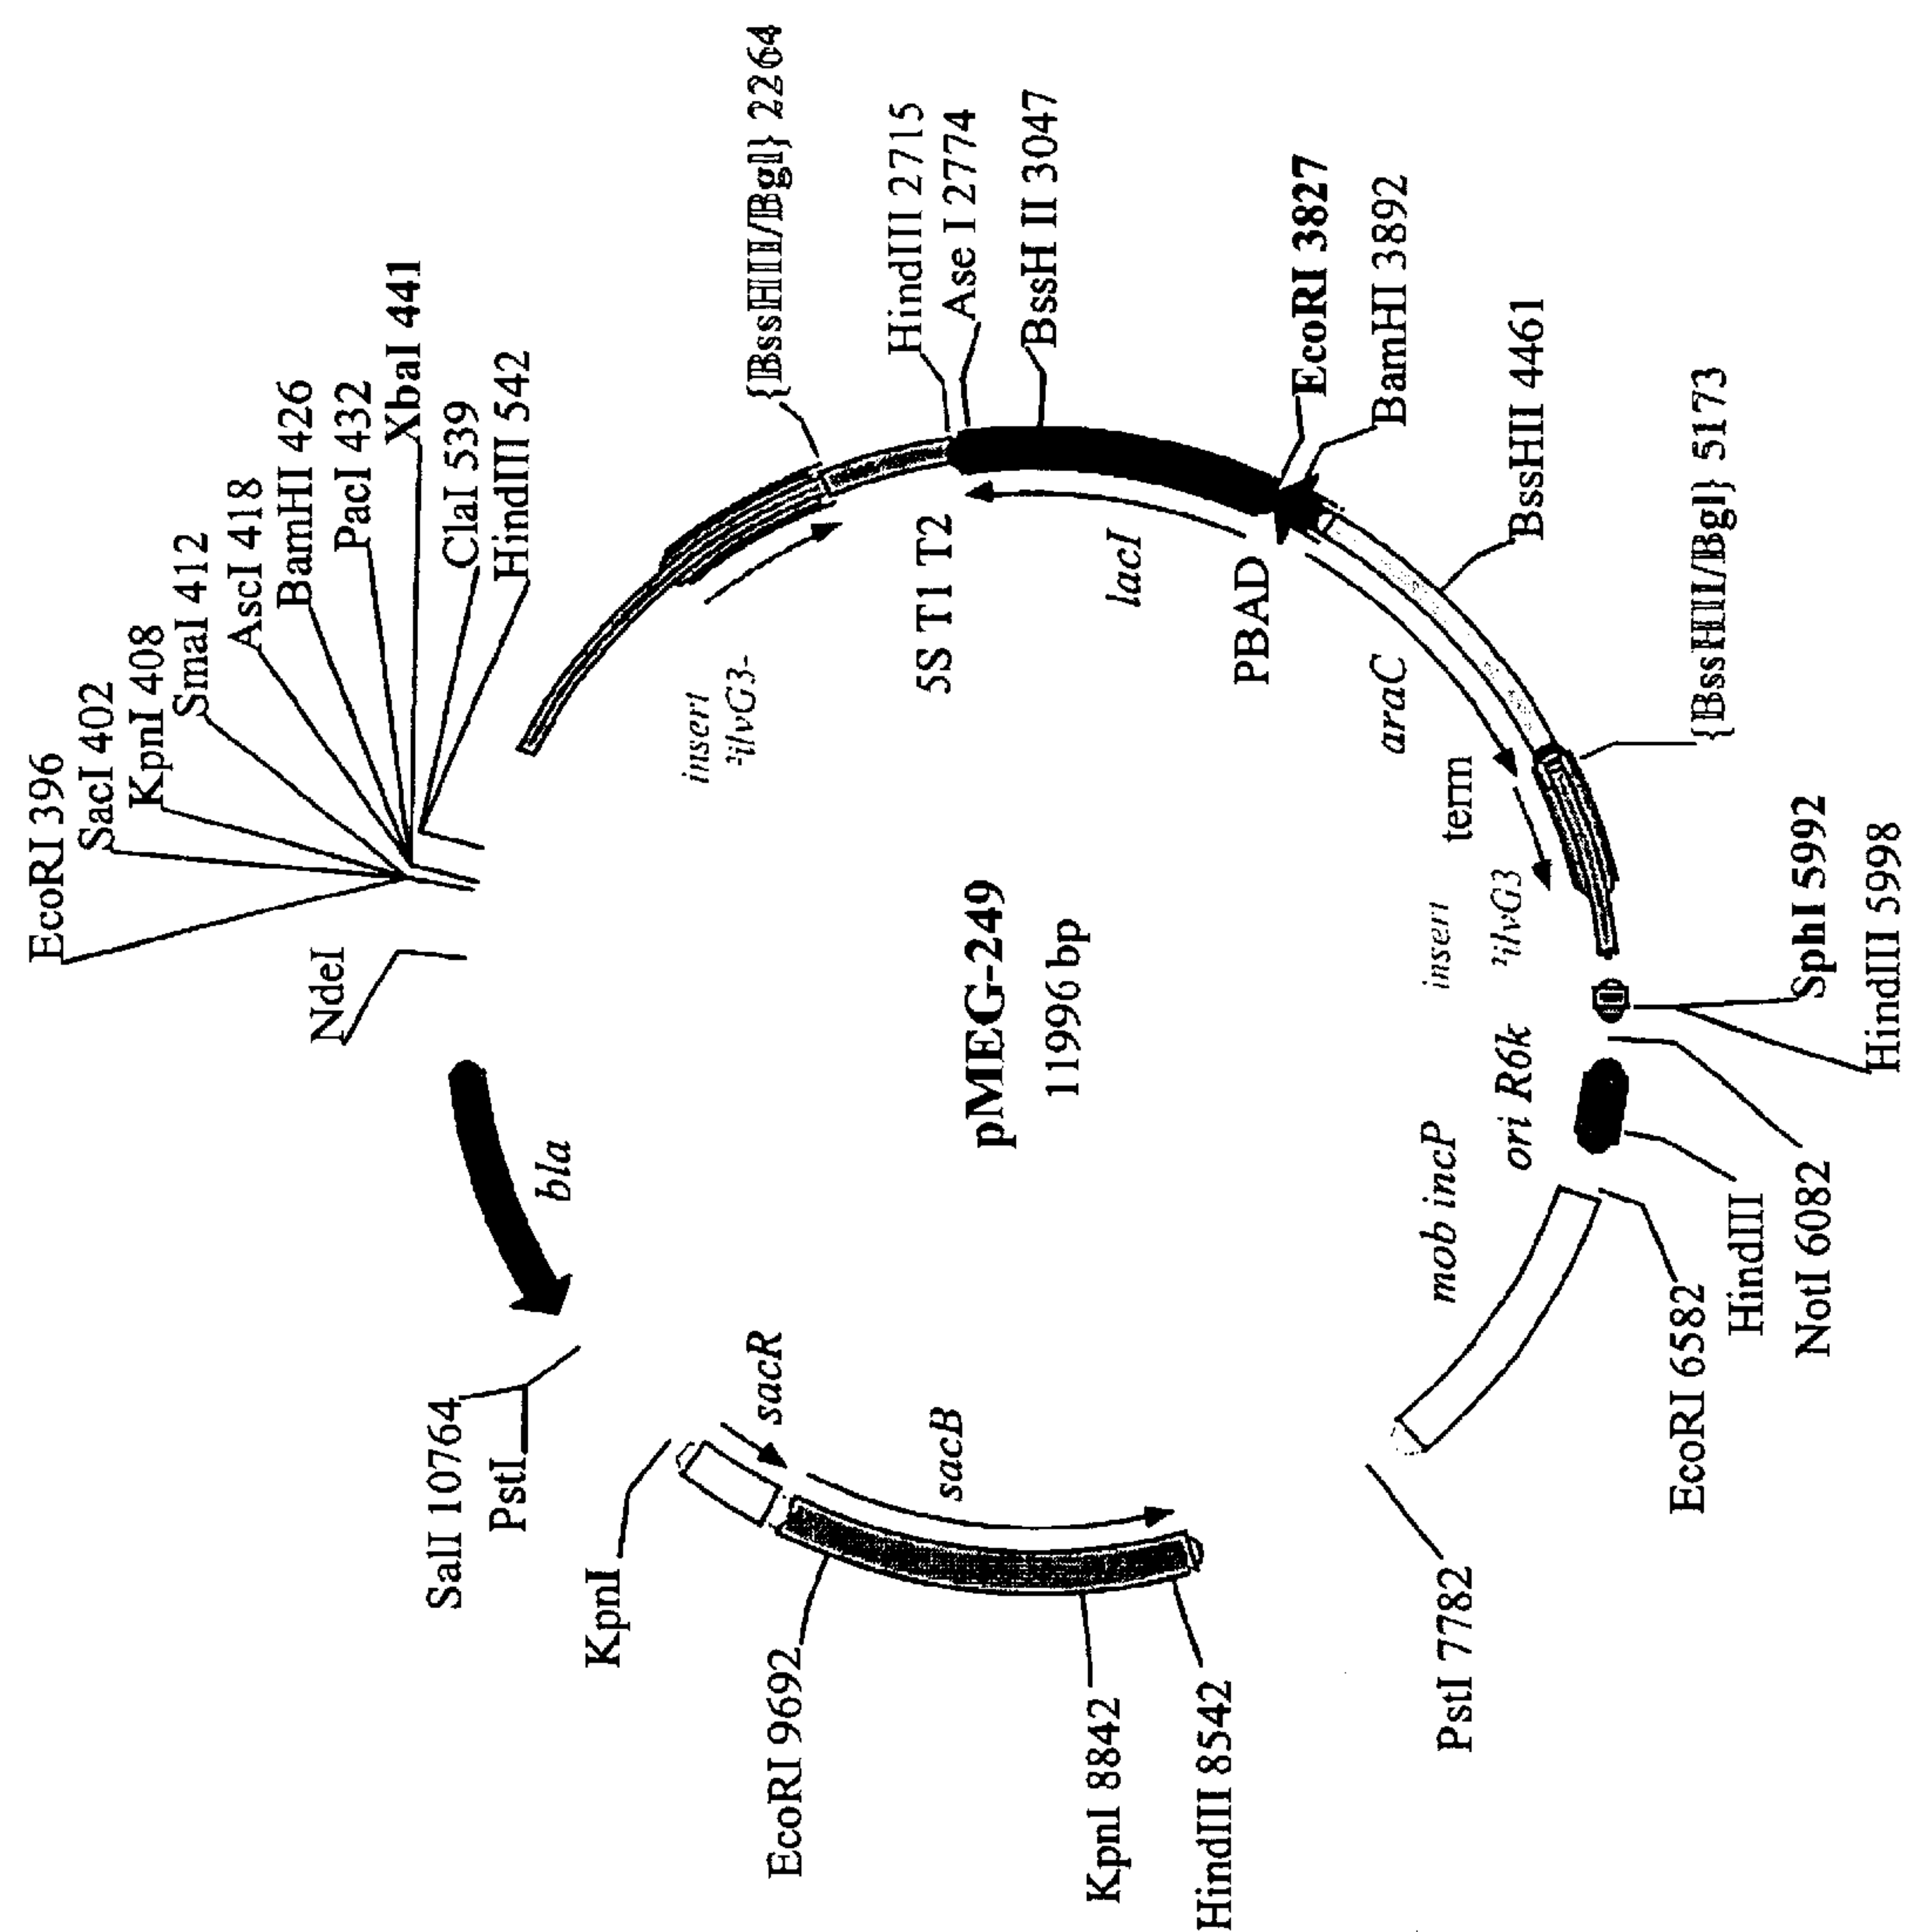 EcoRI 396
SacI 402
KpnI 408
SmaI 412
AscI 418
BamHI 426
PacI 432
XbaI 441
ClaI 539
HindIII 542
{BssHII/BglI} 2264
HindIII 2715
Ase I 2774
BssH II 3047
EcoRI 3827
BamHI 3892
BssHII 4461
{BssHII/BglI} 5173
SphI 5992
HindIII 5998
NotI 6082
HindIII
EcoRI 6582
PstI 7782
HindIII 8542
KpnI 8842
EcoRI 9692
KpnI
PstI
SalI 10764
NdeI
insert
'ilvG3-
5S T1 T2
lacI
PBAD
araC
term
insert
'ilvG3
ori R6k
mob incP
sacB
sacR
bla
pMEG-249
11996 bp